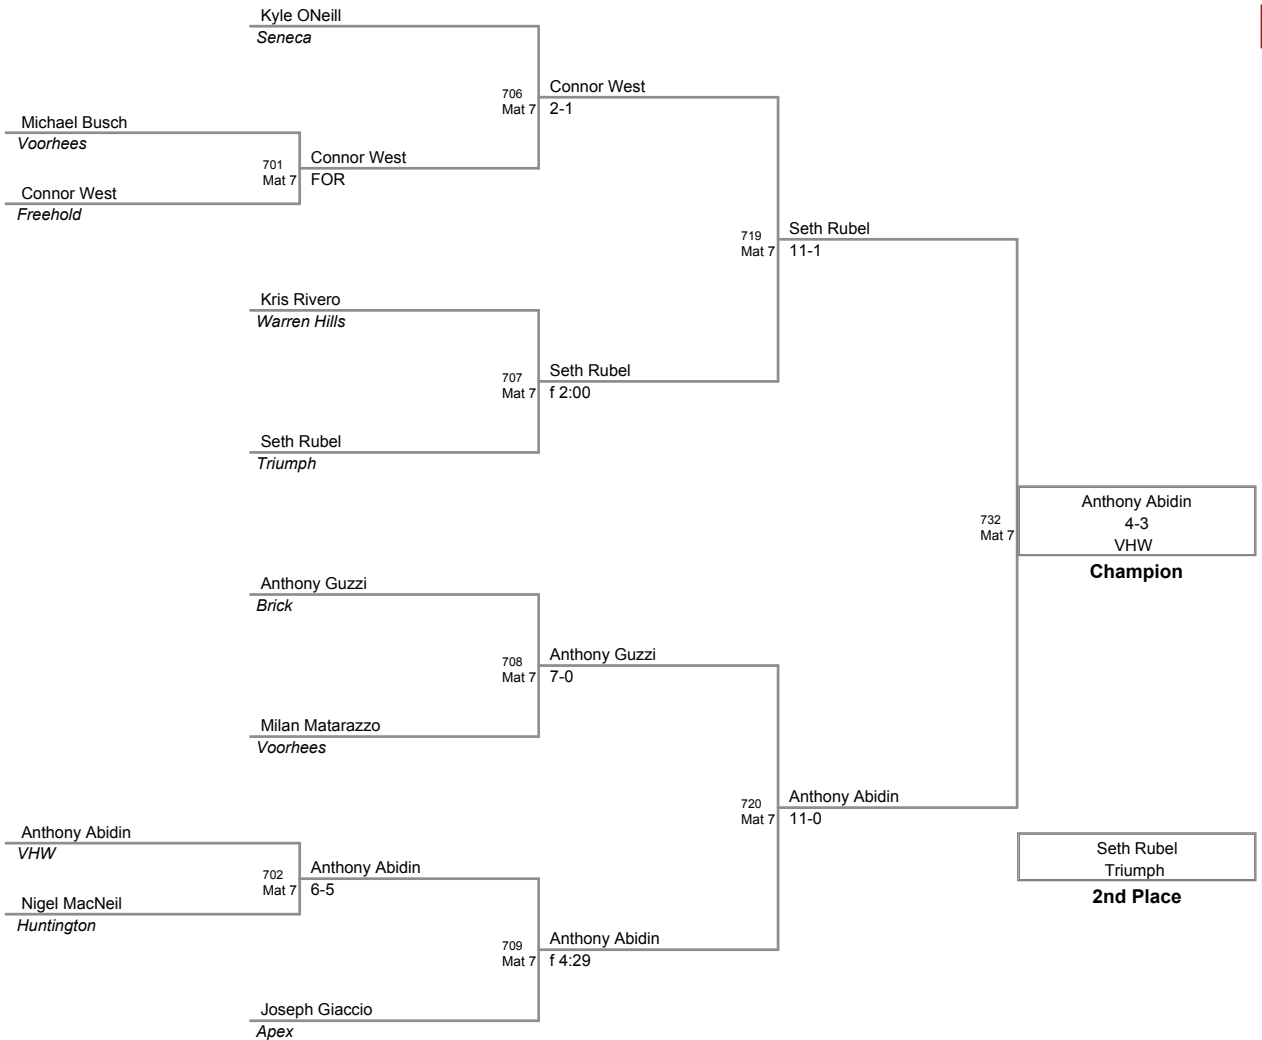 Kyle ONeill
Seneca
706
Mat 7
Connor West
2-1
Michael Busch
Voorhees
701
Mat 7
Connor West
FOR
Connor West
Freehold
719
Mat 7
Seth Rubel
11-1
Kris Rivero
Warren Hills
707
Mat 7
Seth Rubel
f 2:00
Seth Rubel
Triumph
732
Mat 7
Anthony Abidin
4-3
VHW
Champion
Anthony Guzzi
Brick
708
Mat 7
Anthony Guzzi
7-0
Milan Matarazzo
Voorhees
720
Mat 7
Anthony Abidin
11-0
Anthony Abidin
VHW
702
Mat 7
Anthony Abidin
6-5
Nigel MacNeil
Huntington
Seth Rubel
Triumph
2nd Place
709
Mat 7
Anthony Abidin
f 4:29
Joseph Giaccio
Apex